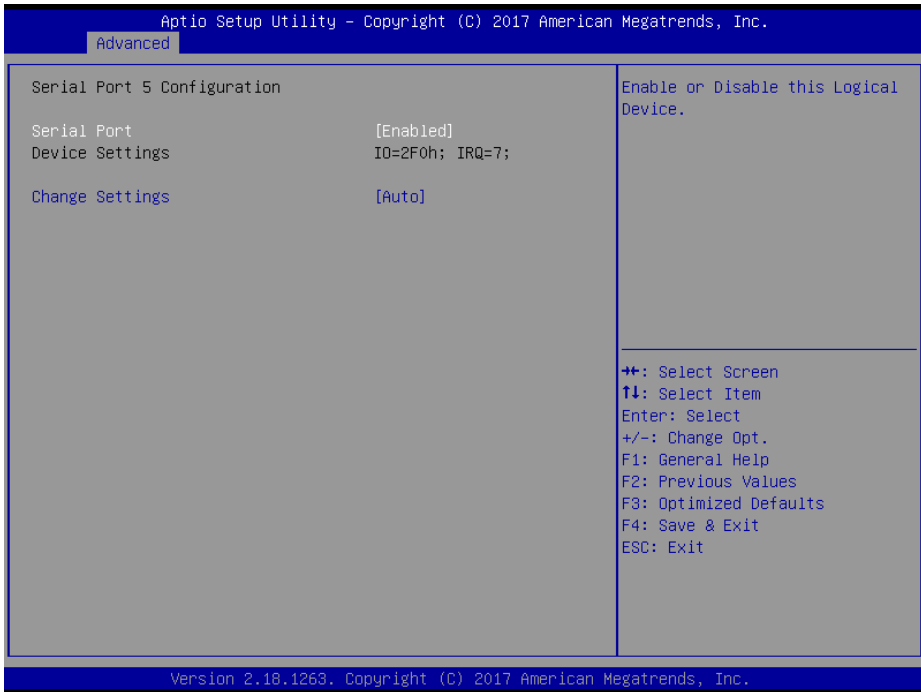 Aptio Setup Utility – Copyright (C) 2017 American Megatrends, Inc.
Advanced
Serial Port 5 Configuration
Serial Port [Enabled]
Device Settings IO=2F0h; IRQ=7;
Change Settings [Auto]
Enable or Disable this Logical
Device.
→←: Select Screen
↑↓: Select Item
Enter: Select
+/-: Change Opt.
F1: General Help
F2: Previous Values
F3: Optimized Defaults
F4: Save & Exit
ESC: Exit
Version 2.18.1263. Copyright (C) 2017 American Megatrends, Inc.